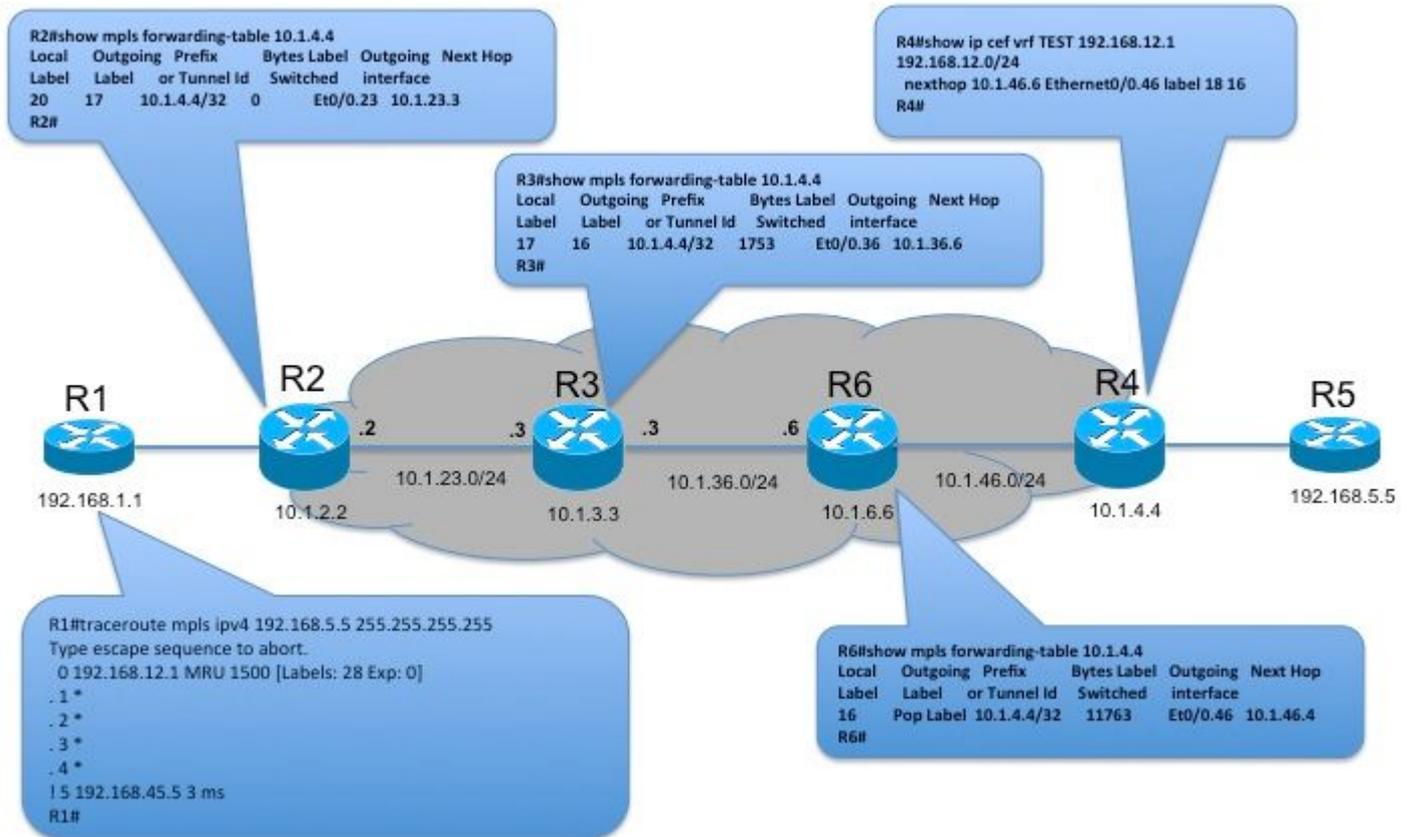 R2#show mpls forwarding-table 10.1.4.4
Local Outgoing Prefix Bytes Label Outgoing Next Hop
Label Label or Tunnel Id Switched interface
20 17 10.1.4.4/32 0 Et0/0.23 10.1.23.3
R2#
R4#show ip cef vrf TEST 192.168.12.1
192.168.12.0/24
nexthop 10.1.46.6 Ethernet0/0.46 label 18 16
R4#
R3#show mpls forwarding-table 10.1.4.4
Local Outgoing Prefix Bytes Label Outgoing Next Hop
Label Label or Tunnel Id Switched interface
17 16 10.1.4.4/32 1753 Et0/0.36 10.1.36.6
R3#
R1
R2
R3
R6
R4
R5
.2
.3
.3
.6
10.1.23.0/24
10.1.36.0/24
10.1.46.0/24
192.168.1.1
10.1.2.2
10.1.3.3
10.1.6.6
10.1.4.4
192.168.5.5
R1#traceroute mpls ipv4 192.168.5.5 255.255.255.255
Type escape sequence to abort.
0 192.168.12.1 MRU 1500 [Labels: 28 Exp: 0]
. 1 *
. 2 *
. 3 *
. 4 *
! 5 192.168.45.5 3 ms
R1#
R6#show mpls forwarding-table 10.1.4.4
Local Outgoing Prefix Bytes Label Outgoing Next Hop
Label Label or Tunnel Id Switched interface
16 Pop Label 10.1.4.4/32 11763 Et0/0.46 10.1.46.4
R6#